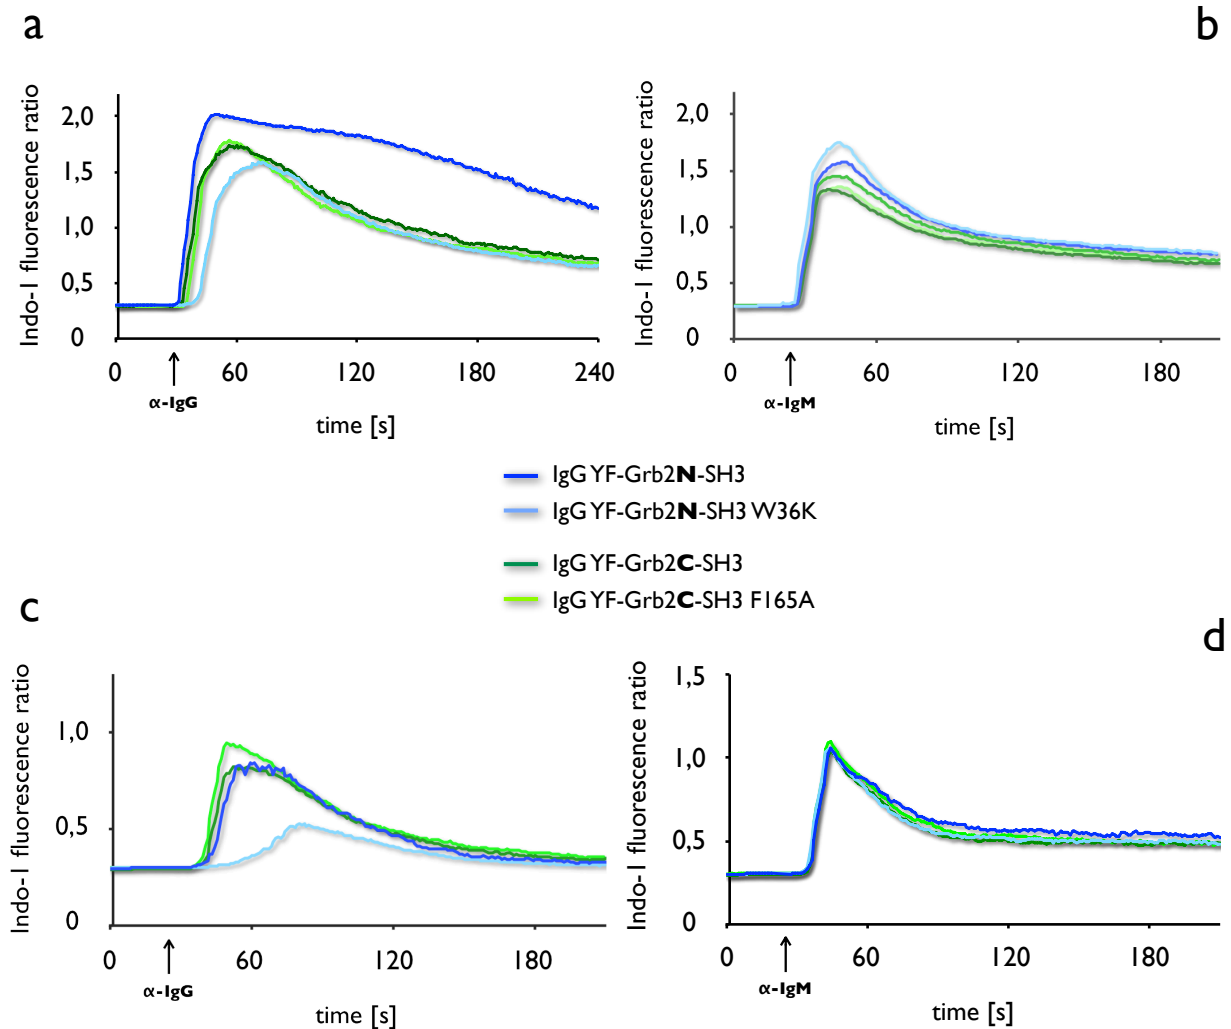 a
b
Indo-1 fluorescence ratio
2,0
1,5
1,0
0,5
0
0
60
120
180
240
α-IgG
time [s]
Indo-1 fluorescence ratio
2,0
1,5
1,0
0,5
0
0
60
120
180
α-IgM
time [s]
IgG YF-Grb2N-SH3
IgG YF-Grb2N-SH3 W36K
IgG YF-Grb2C-SH3
IgG YF-Grb2C-SH3 F165A
c
d
Indo-1 fluorescence ratio
1,0
0,5
0
0
60
120
180
α-IgG
time [s]
Indo-1 fluorescence ratio
1,5
1,0
0,5
0
0
60
120
180
α-IgM
time [s]